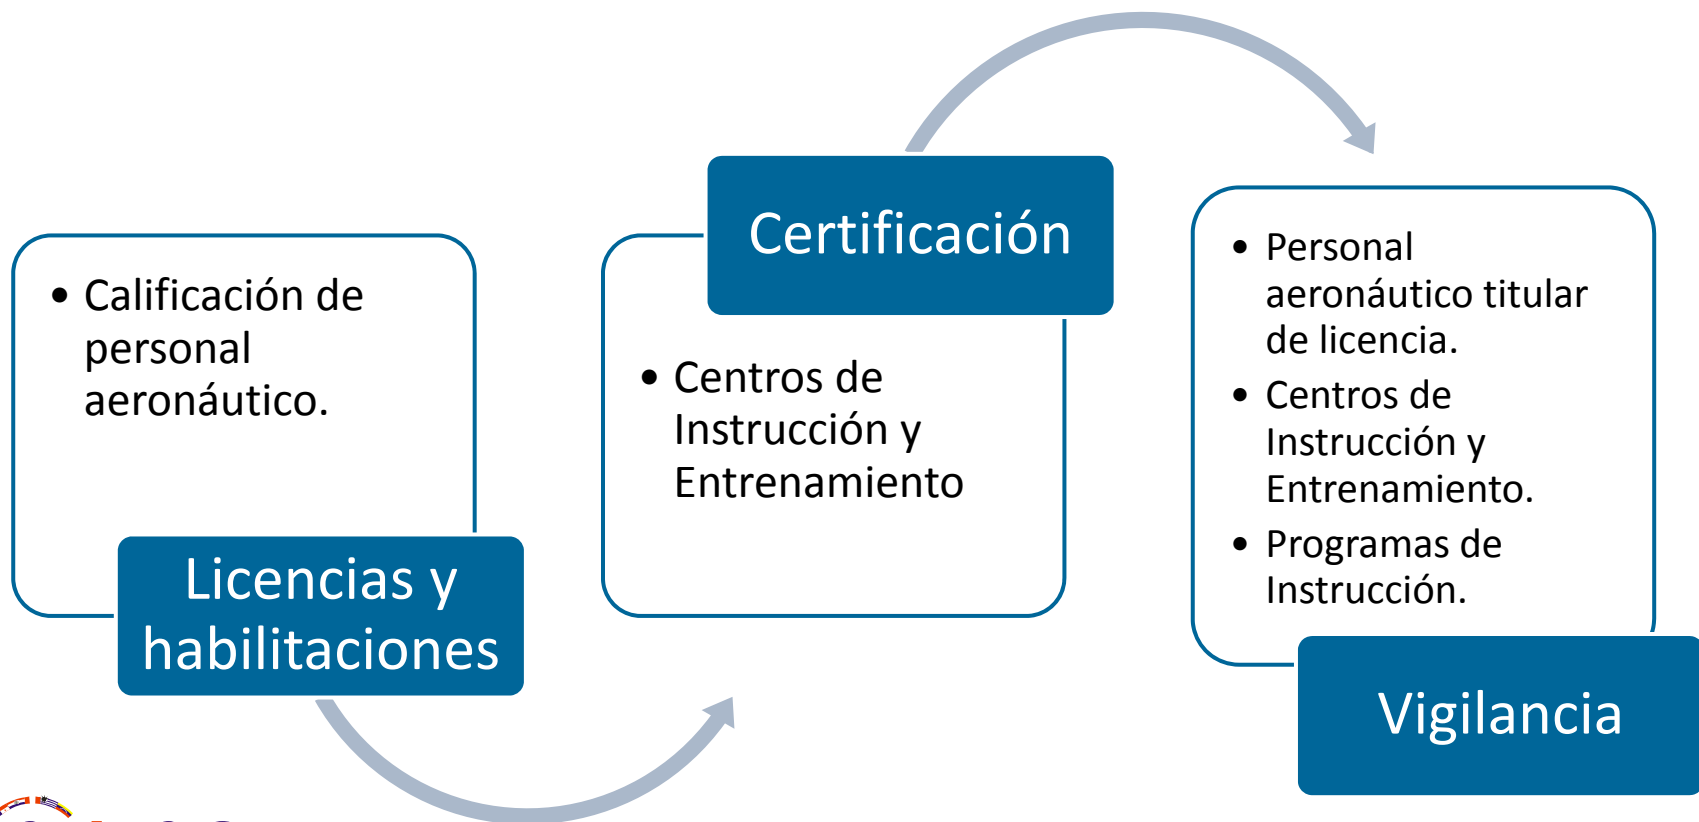 • Calificación de
personal
aeronáutico.
Licencias y
habilitaciones
Certificación
• Centros de
Instrucción y
Entrenamiento
• Personal
aeronáutico titular
de licencia.
• Centros de
Instrucción y
Entrenamiento.
• Programas de
Instrucción.
Vigilancia